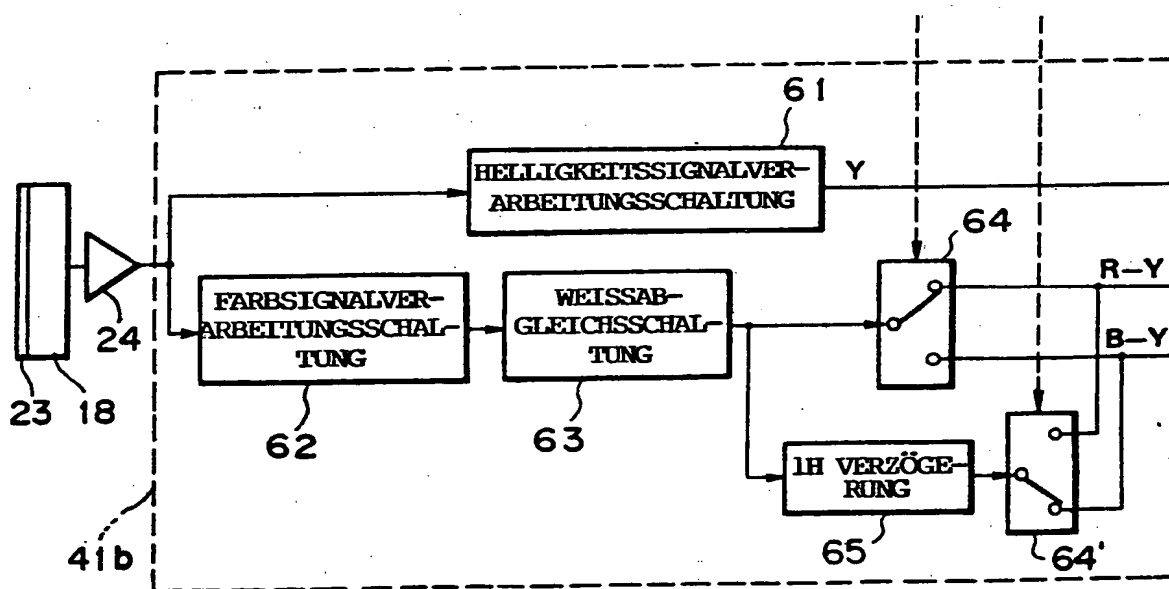 61
HELLIGKEITSSIGNALVER-
ARBEITUNGSSCHALTUNG
Y
64
R-Y
B-Y
24
23
18
FARBSIGNALVER-
ARBEITUNGSSCHAL-
TUNG
62
WEISSAB-
GLEICHSSCHAL-
TUNG
63
1H VERZÖGE-
RUNG
65
64'
41b